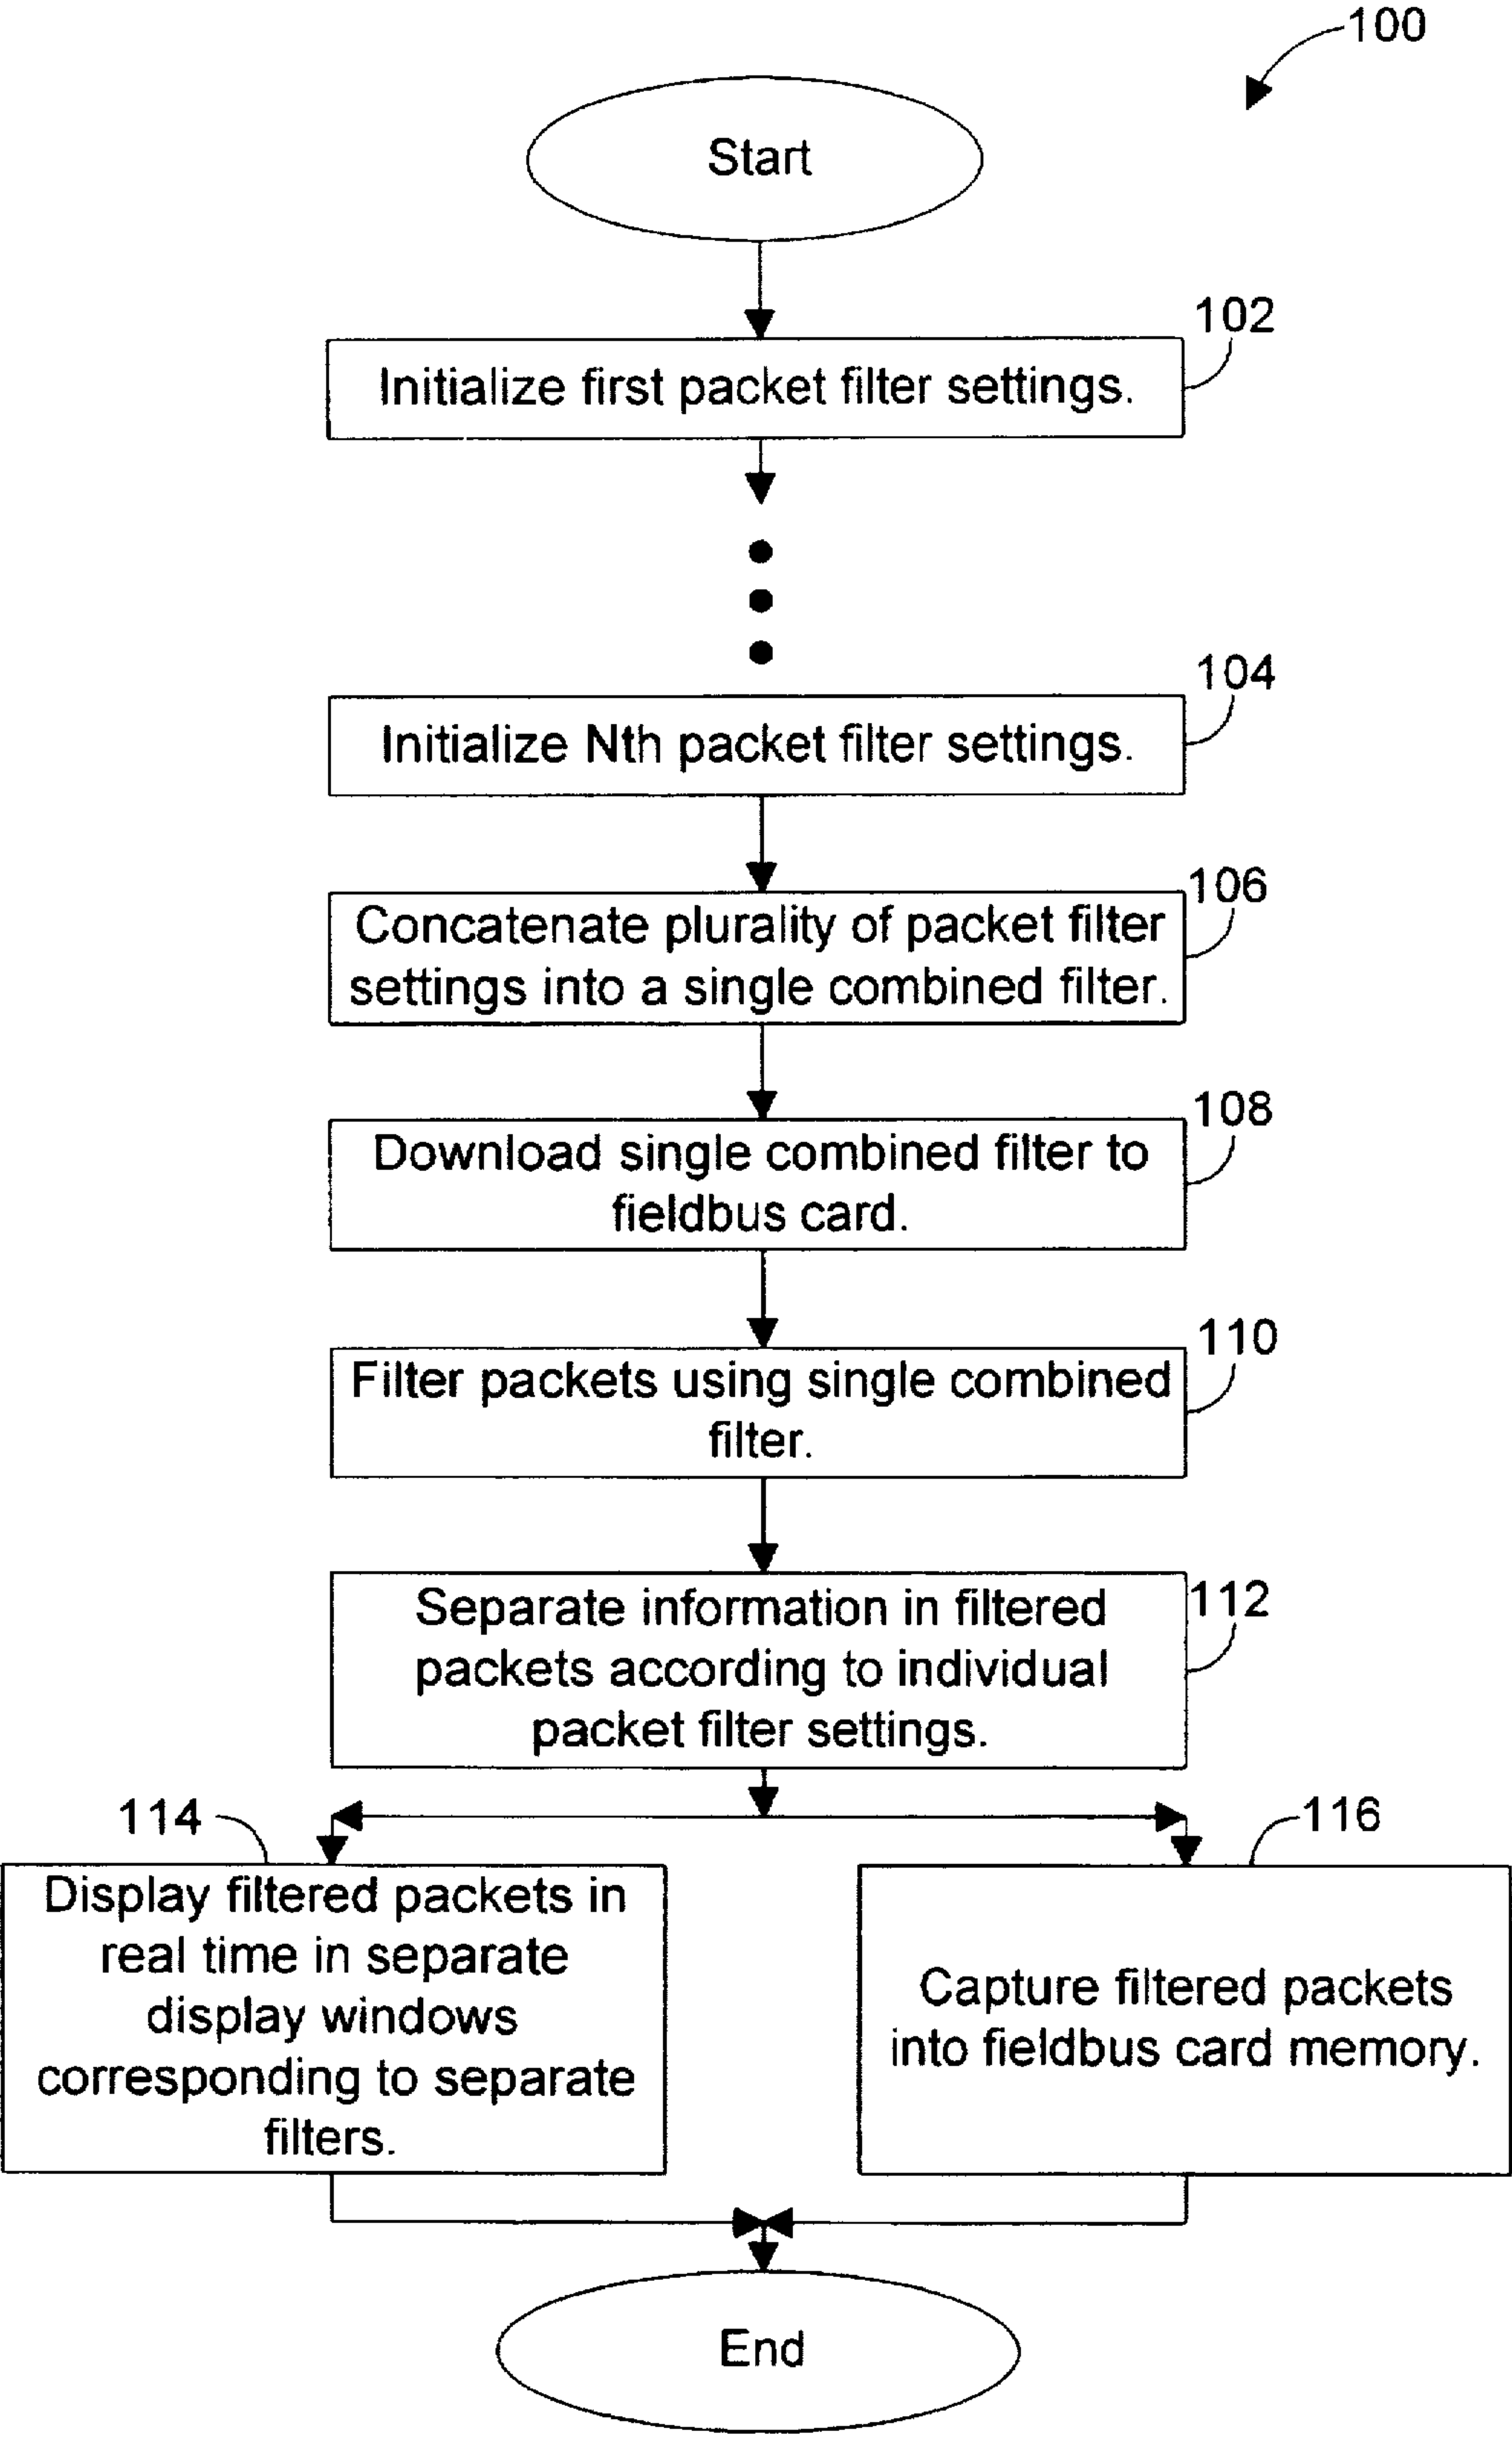 100
Start
102
Initialize first packet filter settings.
104
Initialize Nth packet filter settings.
106
Concatenate plurality of packet filter
settings into a single combined filter.
108
Download single combined filter to
fieldbus card.
110
Filter packets using single combined
filter.
112
Separate information in filtered
packets according to individual
packet filter settings.
114
Display filtered packets in
real time in separate
display windows
corresponding to separate
filters.
116
Capture filtered packets
into fieldbus card memory.
End